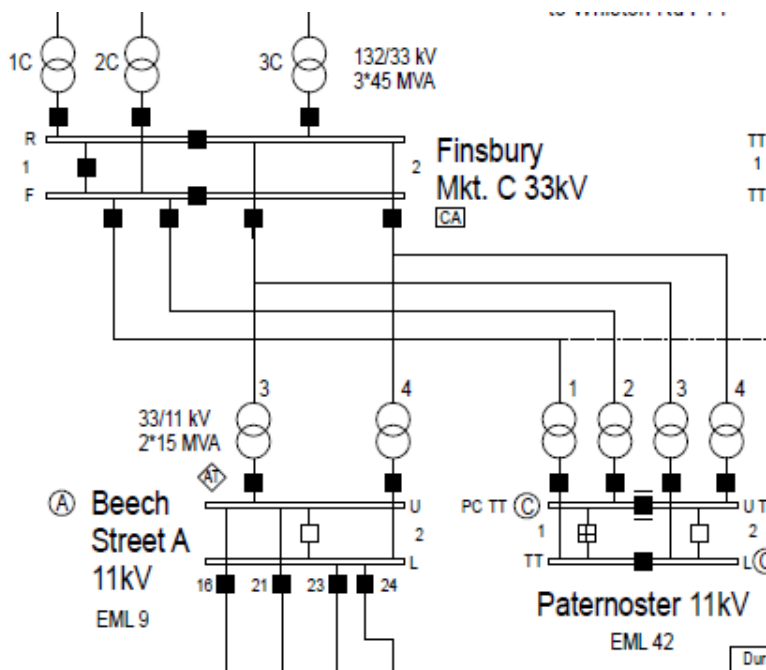 1C
2C
3C
132/33 kV
3*45 MVA
R
1
F
2
Finsbury
Mkt. C 33kV
CA
TT
1
TT
3
4
1
2
3
4
33/11 kV
2*15 MVA
AT
A
Beech
Street A
11kV
EML 9
U
2
L
16
21
23
24
PC TT
C
1
TT
U T
2
L
Paternoster 11kV
EML 42